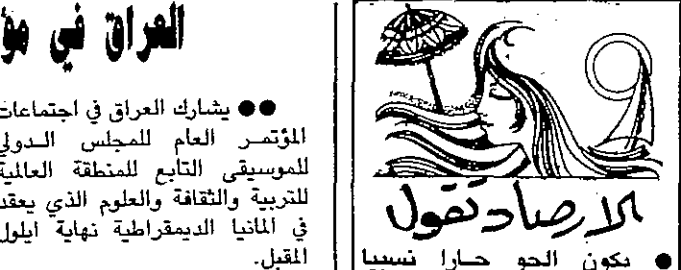 العراق في مؤ
●● يشارك العراق في اجتماعات
المؤتمر العام للمجلس الدولي
للموسيقى التابع للمنطقة العالمية
للتربية والثقافة والعلوم الذي يعقد
في المانيا الديمقراطية نهاية ايلول
المقبل.
الارصاد تقول
● يكون الجو حارا نسبيا